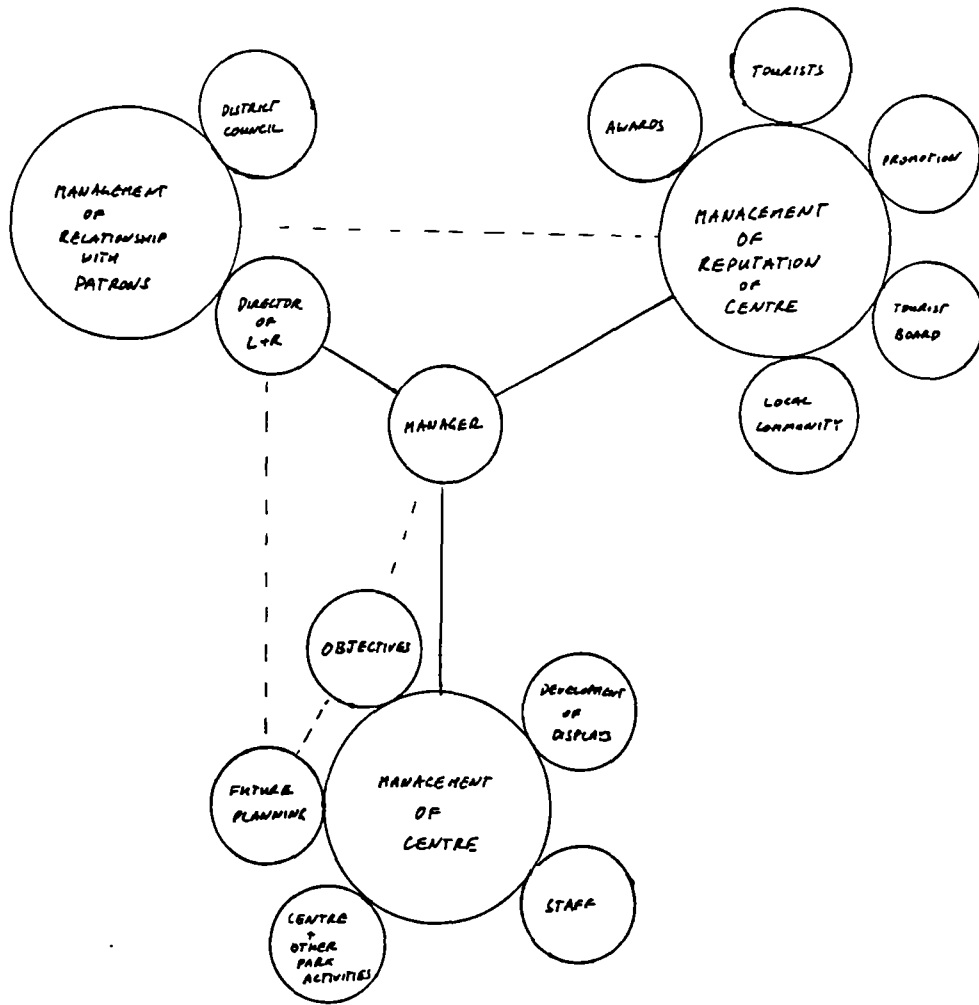 DISTRICT
COUNCIL
MANAGEMENT
OF
RELATIONSHIP
WITH
PATRONS
DIRECTOR
OF
L+R
TOURISTS
AWARDS
PROMOTION
MANAGEMENT
OF
REPUTATION
OF
CENTRE
TOURIST
BOARD
LOCAL
COMMUNITY
MANAGER
OBJECTIVES
DEVELOPMENT
OF
DISPLAYS
FUTURE
PLANNING
MANAGEMENT
OF
CENTRE
STAFF
CENTRE
+
OTHER
PARK
ACTIVITIES